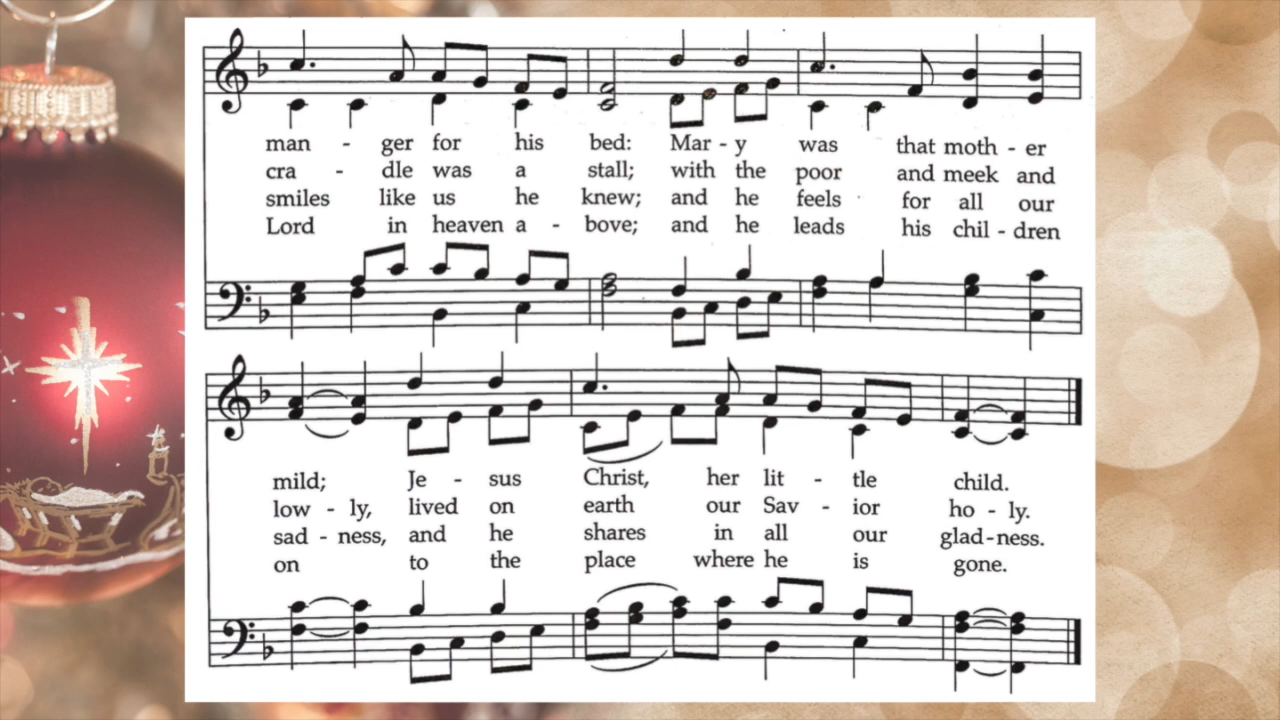 man - ger for his bed: Mar - y was that moth - er
cra - dle was a stall; with the poor and meek and
smiles like us he knew; and he feels for all our
Lord in heaven a - bove; and he leads his chil - dren
mild; Je - sus Christ, her lit - tle child.
low - ly, lived on earth our Sav - ior ho - ly.
sad - ness, and he shares in all our glad - ness.
on to the place where he is gone.